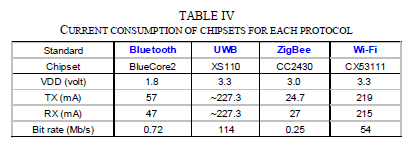 TABLE IV
CURRENT CONSUMPTION OF CHIPSETS FOR EACH PROTOCOL
Standard Bluetooth UWB ZigBee Wi-Fi
Chipset BlueCore2 XS110 CC2430 CX53111
VDD (volt) 1.8 3.3 3.0 3.3
TX (mA) 57 ~227.3 24.7 219
RX (mA) 47 ~227.3 27 215
Bit rate (Mb/s) 0.72 114 0.25 54